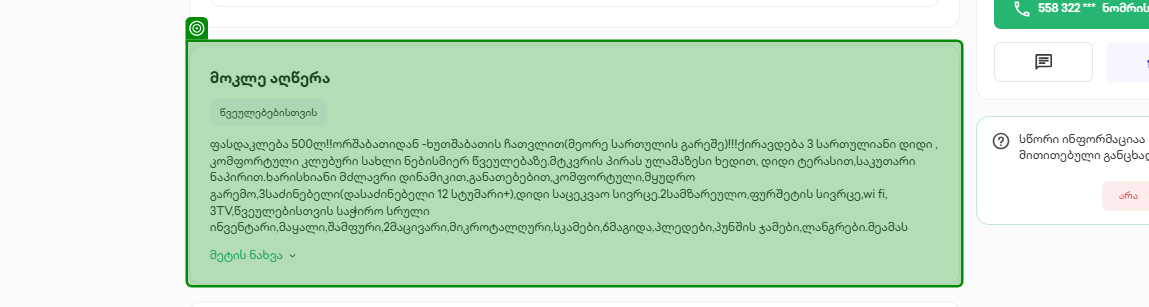 558 322 *** ნომრის
მოკლე აღწერა
წვეულებებისთვის
ფასდაკლება 500ლ!!ორშაბათიდან -ხუთშაბათის ჩათვლით(მეორე სართულის გარეშე)!!!ქირავდება 3 სართულიანი დიდი ,
კომფორტული კლუბური სახლი ნებისმიერ წვეულებაზე.მტკვრის პირას ულამაზესი ხედით, დიდი ტერასით,საკუთარი
ნაპირით.ხარისხიანი მძლავრი დინამიკით,განათებებით,კომფორტული,მყუდრო
გარემო,3საძინებელი(დასაძინებელი 12 სტუმარი+),დიდი საცეკვაო სივრცე.2სამზარეულო,ფურშეტის სივრცე,wi fi,
3TV,წვეულებისთვის საჭირო სრული
ინვენტარი,მაყალი,შამფური,2მაცივარი,მიკროტალღური,სკამები,6მაგიდა,პლედები,პუნშის ჯამები,ლანგრები.მეამას
მეტის ნახვა
სწორი ინფორმაციაა
მითითებული განცხად
არა